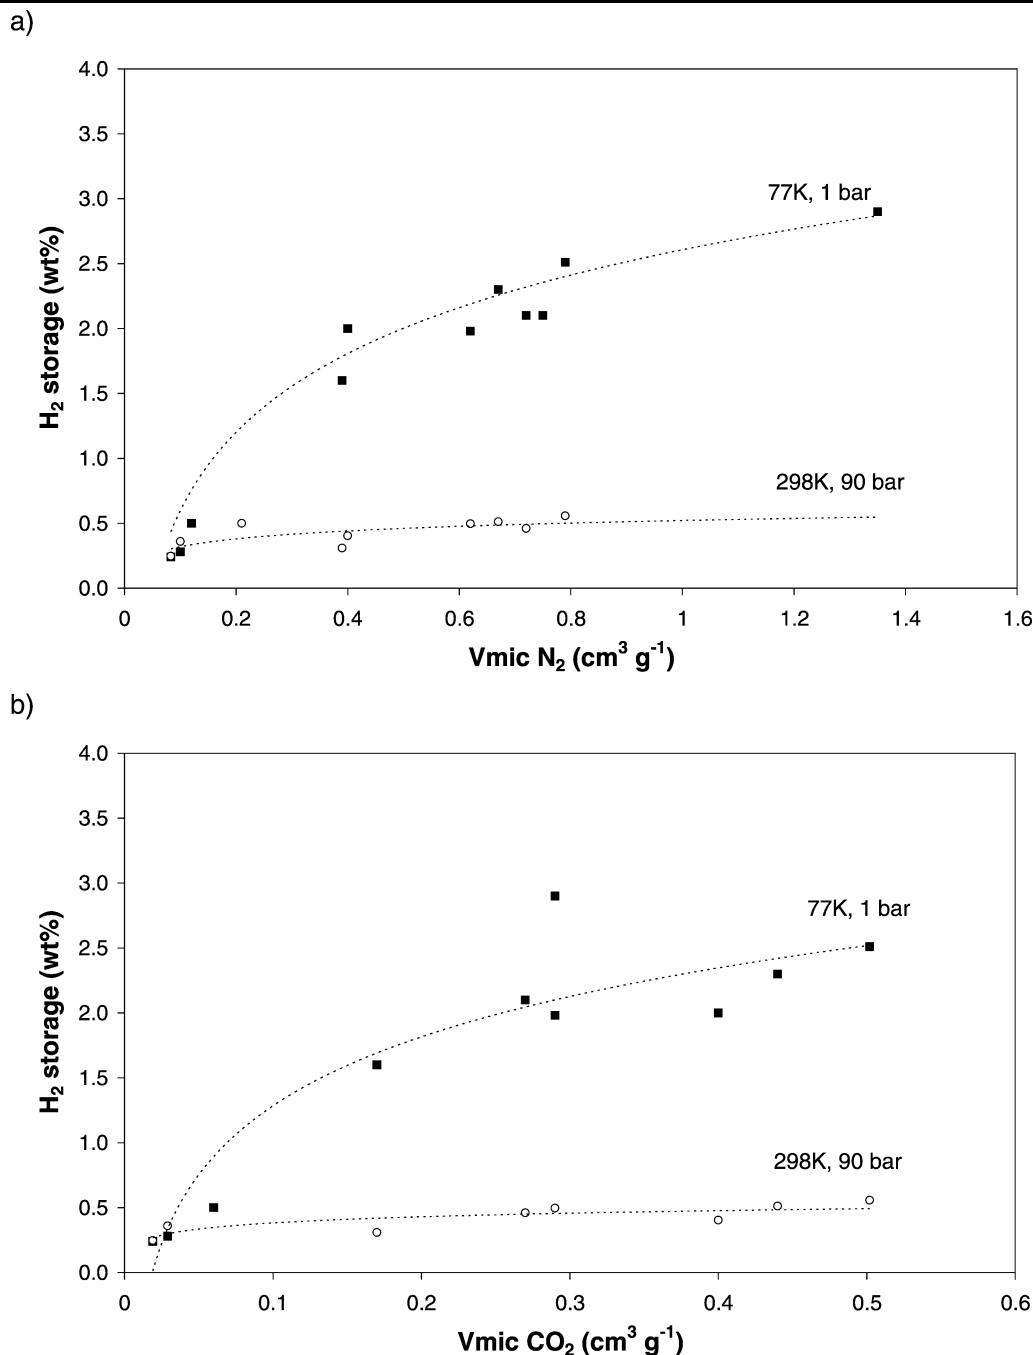 a)
4.0
3.5
3.0
2.5
2.0
1.5
1.0
0.5
0.0
H₂ storage (wt%)
77K, 1 bar
298K, 90 bar
0 0.2 0.4 0.6 0.8 1 1.2 1.4 1.6
Vmic N₂ (cm³ g⁻¹)
b)
4.0
3.5
3.0
2.5
2.0
1.5
1.0
0.5
0.0
H₂ storage (wt%)
77K, 1 bar
298K, 90 bar
0 0.1 0.2 0.3 0.4 0.5 0.6
Vmic CO₂ (cm³ g⁻¹)